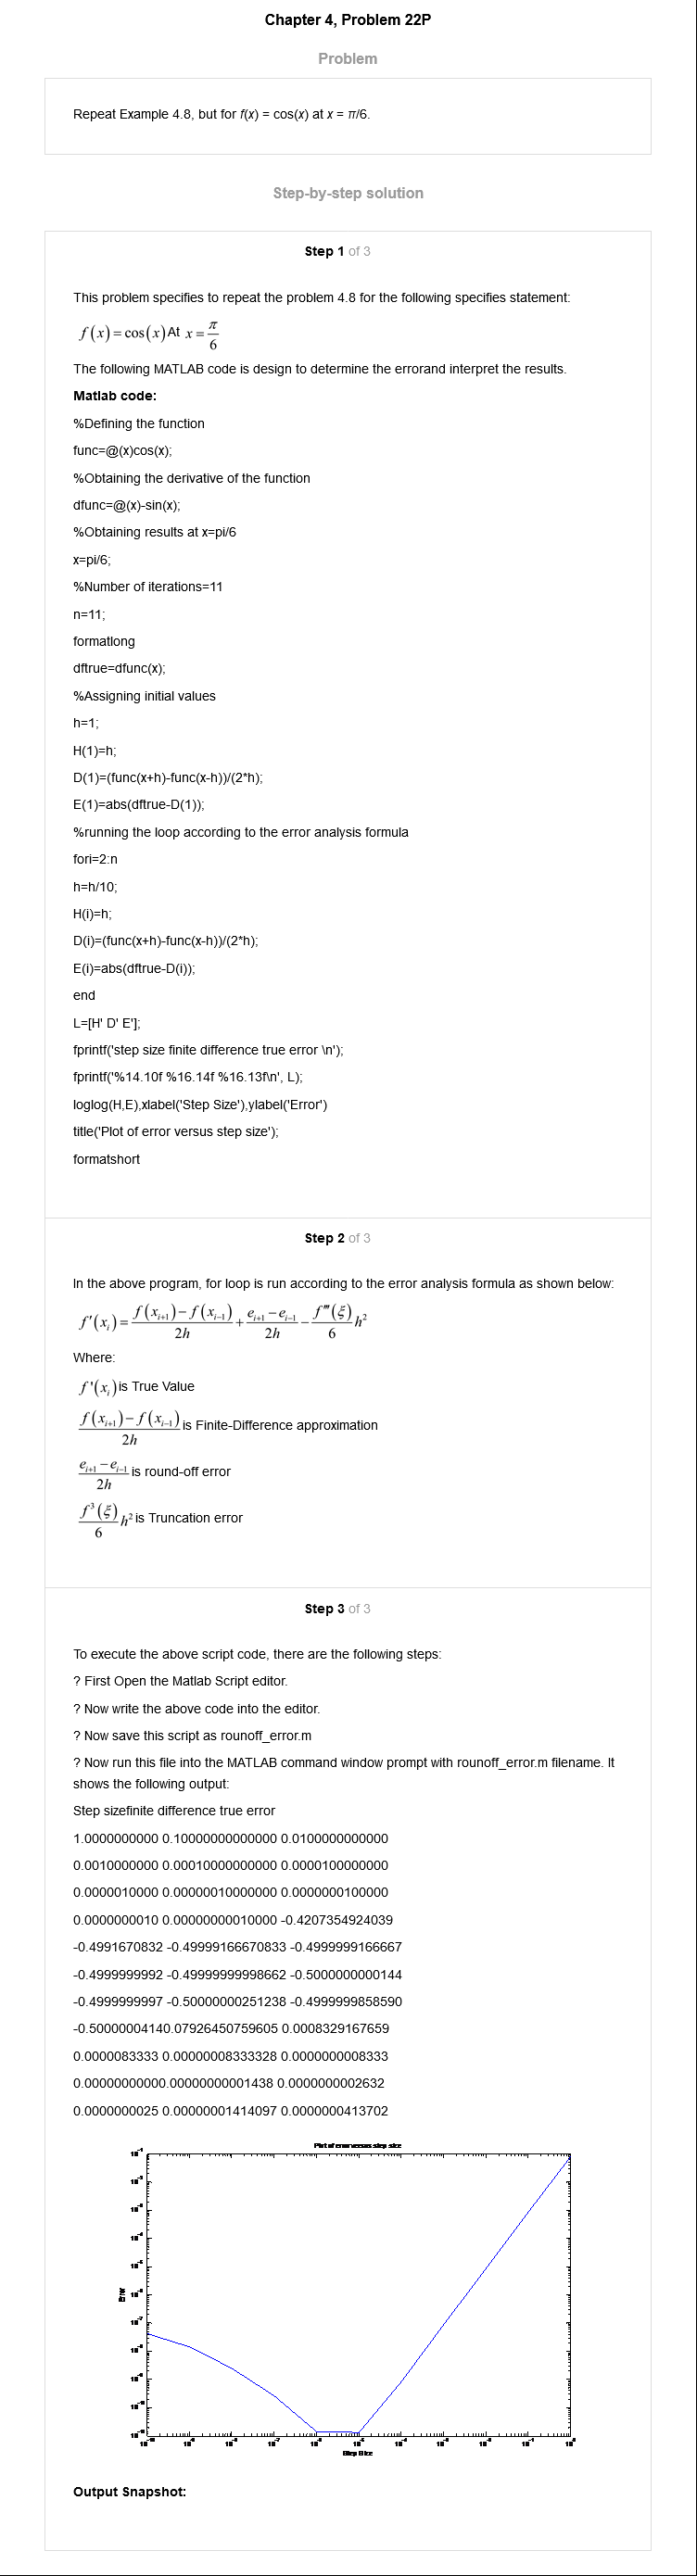 Chapter 4, Problem 22P
Problem
Repeat Example 4.8, but for f(x) = cos(x) at x = π/6.
Step-by-step solution
Step 1 of 3
This problem specifies to repeat the problem 4.8 for the following specifies statement:
f(x) = cos(x) At x = π/6
The following MATLAB code is design to determine the errorand interpret the results.
Matlab code:
%Defining the function
func=@(x)cos(x);
%Obtaining the derivative of the function
dfunc=@(x)-sin(x);
%Obtaining results at x=pi/6
x=pi/6;
%Number of iterations=11
n=11;
formatlong
dftrue=dfunc(x);
%Assigning initial values
h=1;
H(1)=h;
D(1)=(func(x+h)-func(x-h))/(2*h);
E(1)=abs(dftrue-D(1));
%running the loop according to the error analysis formula
fori=2:n
h=h/10;
H(i)=h;
D(i)=(func(x+h)-func(x-h))/(2*h);
E(i)=abs(dftrue-D(i));
end
L=[H' D' E'];
fprintf('step size finite difference true error \n');
fprintf('%14.10f %16.14f %16.13f\n', L);
loglog(H,E),xlabel('Step Size'),ylabel('Error')
title('Plot of error versus step size');
formatshort
Step 2 of 3
In the above program, for loop is run according to the error analysis formula as shown below:
f'(x_i) = (f(x_{i+1}) − f(x_{i−1}))/2h + (e_{i+1} − e_{i−1})/2h − f'''(ξ)/6 h²
Where:
f'(x_i) is True Value
(f(x_{i+1}) − f(x_{i−1}))/2h is Finite-Difference approximation
(e_{i+1} − e_{i−1})/2h is round-off error
f³(ξ)/6 h² is Truncation error
Step 3 of 3
To execute the above script code, there are the following steps:
? First Open the Matlab Script editor.
? Now write the above code into the editor.
? Now save this script as rounoff_error.m
? Now run this file into the MATLAB command window prompt with rounoff_error.m filename. It
shows the following output:
Step sizefinite difference true error
1.0000000000 0.10000000000000 0.0100000000000
0.0010000000 0.00010000000000 0.0000100000000
0.0000010000 0.00000010000000 0.0000000100000
0.0000000010 0.00000000010000 -0.4207354924039
-0.4991670832 -0.49999166670833 -0.4999999166667
-0.4999999992 -0.49999999998662 -0.5000000000144
-0.4999999997 -0.50000000251238 -0.4999999858590
-0.50000004140.07926450759605 0.0008329167659
0.0000083333 0.00000008333328 0.0000000008333
0.00000000000.00000000001438 0.0000000002632
0.0000000025 0.00000001414097 0.0000000413702
Plot of error versus step size
Error
Step Size
Output Snapshot: